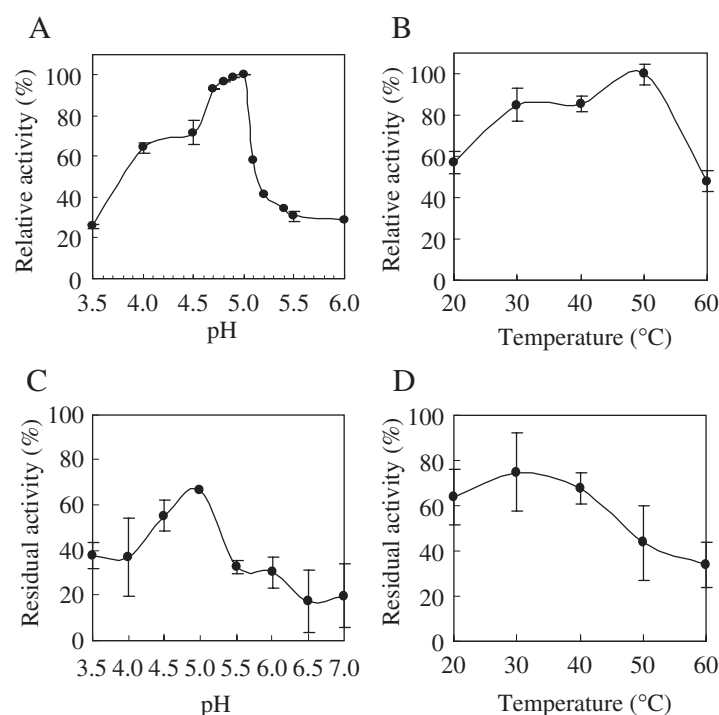 A
Relative activity (%)
100
80
60
40
20
0
3.5 4.0 4.5 5.0 5.5 6.0
pH
B
Relative activity (%)
100
80
60
40
20
0
20 30 40 50 60
Temperature (°C)
C
Residual activity (%)
100
80
60
40
20
0
3.5 4.0 4.5 5.0 5.5 6.0 6.5 7.0
pH
D
Residual activity (%)
100
80
60
40
20
0
20 30 40 50 60
Temperature (°C)